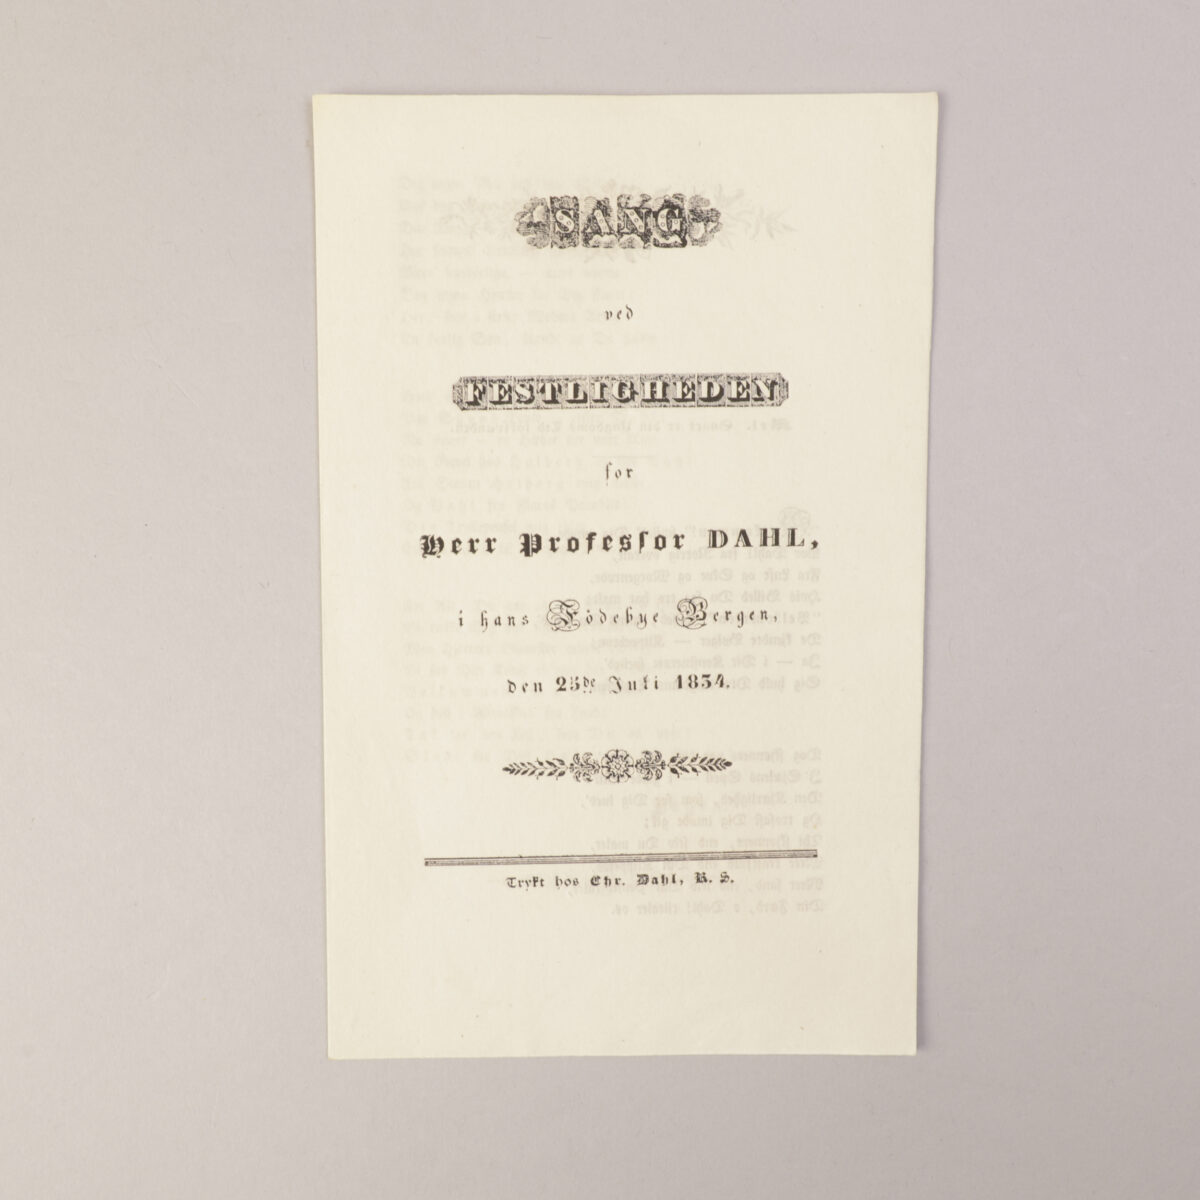 SANG
ved
FESTLIGHEDEN
for
Herr Professor DAHL,
i hans Födebye Bergen,
den 25de Juli 1834.
Trykt hos Chr. Dahl, R. S.